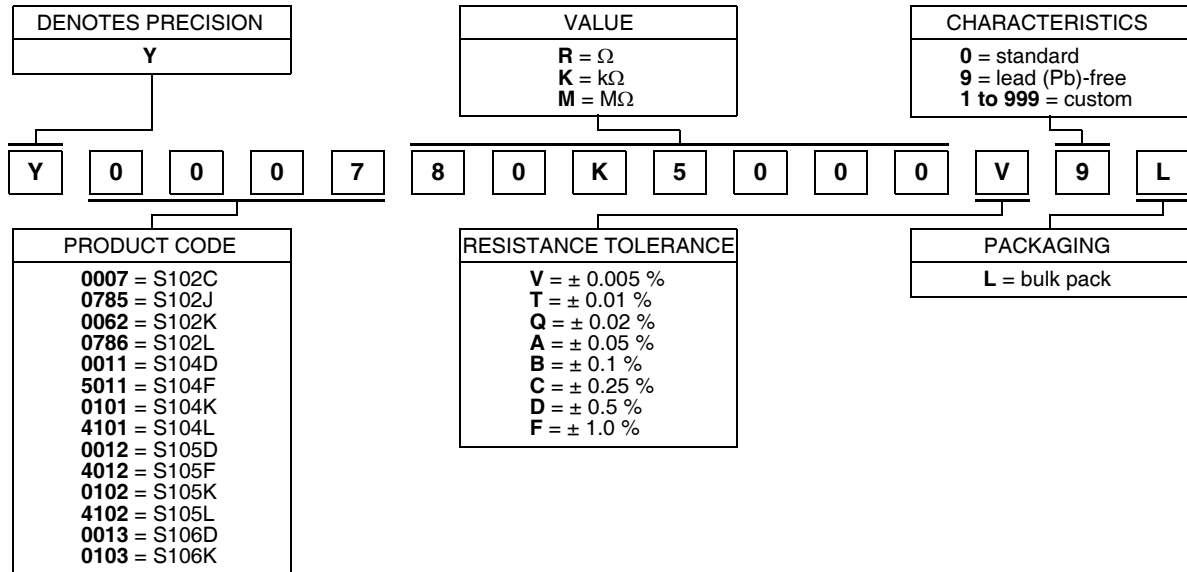 DENOTES PRECISION
Y
VALUE
R = Ω
K = kΩ
M = MΩ
CHARACTERISTICS
0 = standard
9 = lead (Pb)-free
1 to 999 = custom
Y 0 0 0 7 8 0 K 5 0 0 0 V 9 L
PRODUCT CODE
0007 = S102C
0785 = S102J
0062 = S102K
0786 = S102L
0011 = S104D
5011 = S104F
0101 = S104K
4101 = S104L
0012 = S105D
4012 = S105F
0102 = S105K
4102 = S105L
0013 = S106D
0103 = S106K
RESISTANCE TOLERANCE
V = ± 0.005 %
T = ± 0.01 %
Q = ± 0.02 %
A = ± 0.05 %
B = ± 0.1 %
C = ± 0.25 %
D = ± 0.5 %
F = ± 1.0 %
PACKAGING
L = bulk pack